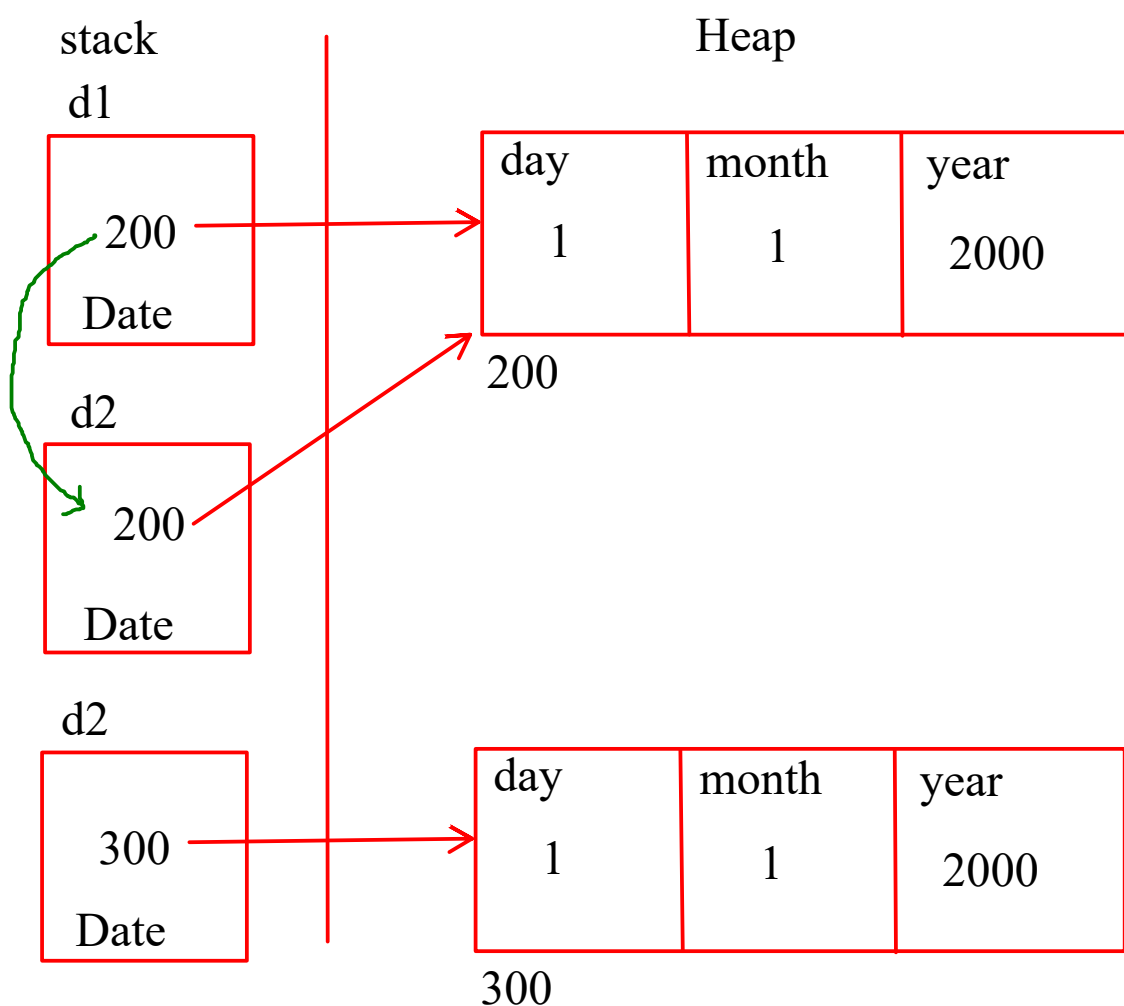 stack
Heap
d1
200
Date
day
month
year
1
1
2000
200
d2
200
Date
d2
300
Date
day
month
year
1
1
2000
300